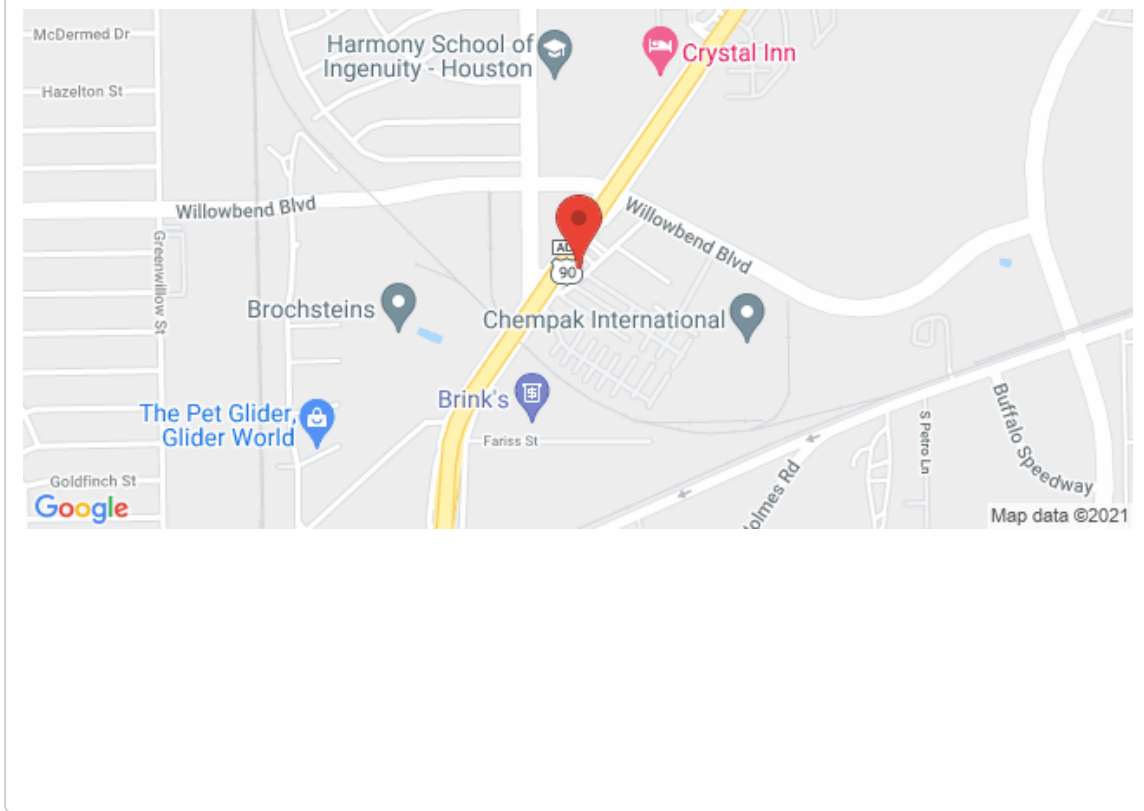 McDermed Dr
Harmony School of
Ingenuity - Houston
Crystal Inn
Hazelton St
Willowbend Blvd
Willowbend Blvd
Greenwillow St
90
Brochsteins
Chempak International
Brink's
The Pet Glider,
Glider World
Fariss St
S Petro Ln
Buffalo Speedway
Goldfinch St
Holmes Rd
Google
Map data ©2021